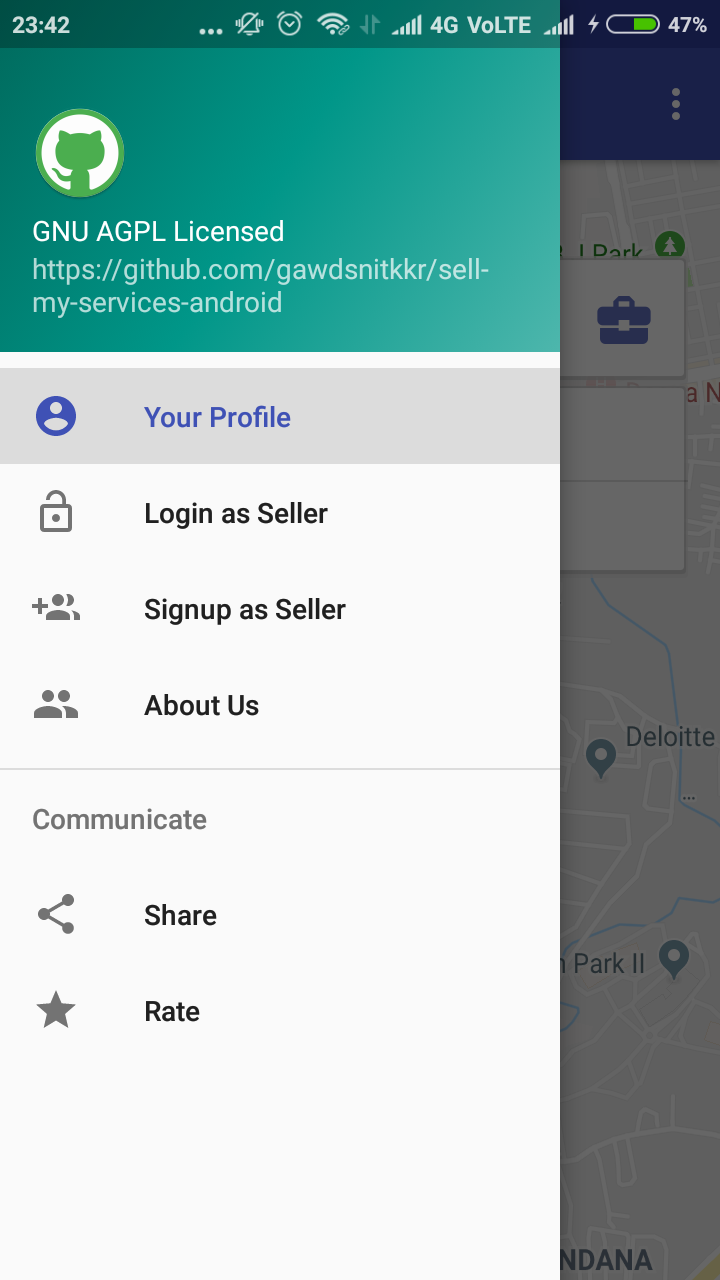 23:42
... 4G VoLTE 47%
GNU AGPL Licensed
https://github.com/gawdsnitkkr/sell-
my-services-android
Your Profile
Login as Seller
Signup as Seller
About Us
Communicate
Share
Rate
Park
a N
Deloitte
...
Park II
NDANA